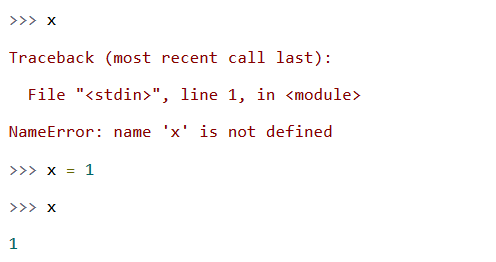 >>> x
Traceback (most recent call last):
  File "<stdin>", line 1, in <module>
NameError: name 'x' is not defined
>>> x = 1
>>> x
1